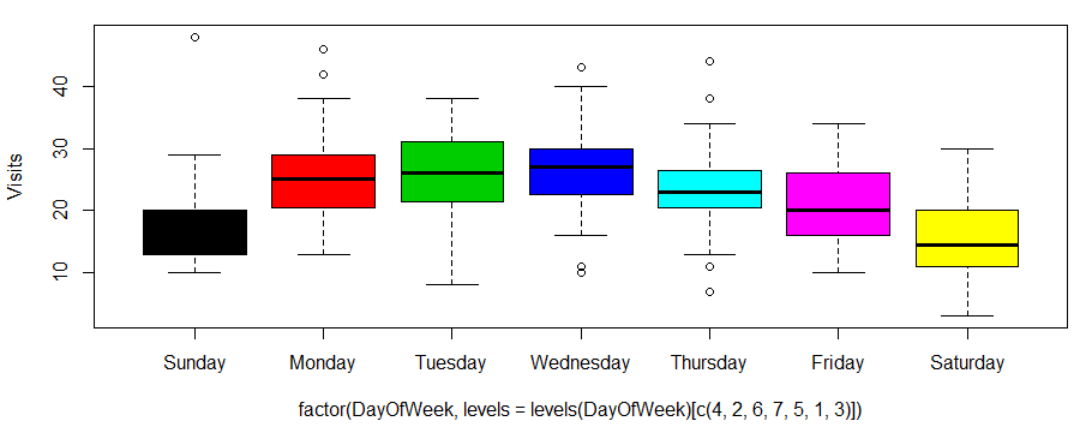 Visits
40
30
20
10
Sunday Monday Tuesday Wednesday Thursday Friday Saturday
factor(DayOfWeek, levels = levels(DayOfWeek)[c(4, 2, 6, 7, 5, 1, 3)])